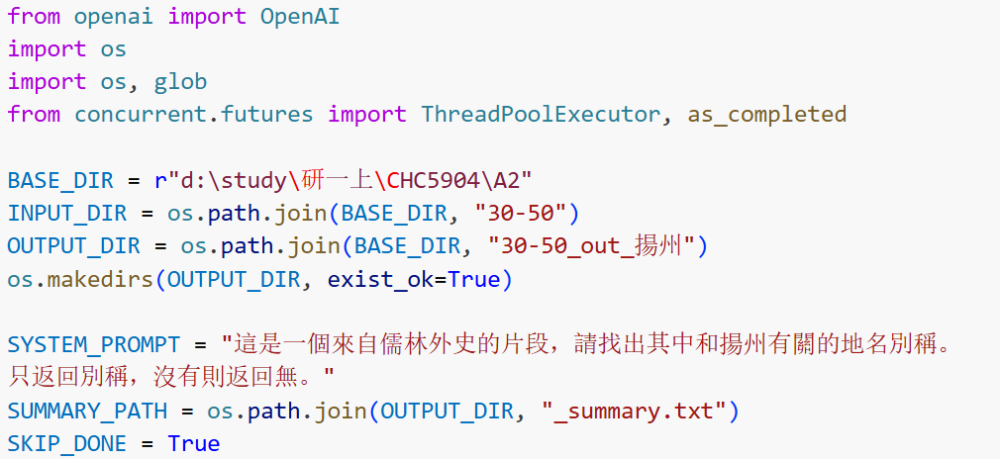 from openai import OpenAI
import os
import os, glob
from concurrent.futures import ThreadPoolExecutor, as_completed
BASE_DIR = r"d:\study\研一上\CHC5904\A2"
INPUT_DIR = os.path.join(BASE_DIR, "30-50")
OUTPUT_DIR = os.path.join(BASE_DIR, "30-50_out_揚州")
os.makedirs(OUTPUT_DIR, exist_ok=True)
SYSTEM_PROMPT = "這是一個來自儒林外史的片段，請找出其中和揚州有關的地名別稱。
只返回別稱，沒有則返回無。"
SUMMARY_PATH = os.path.join(OUTPUT_DIR, "_summary.txt")
SKIP_DONE = True